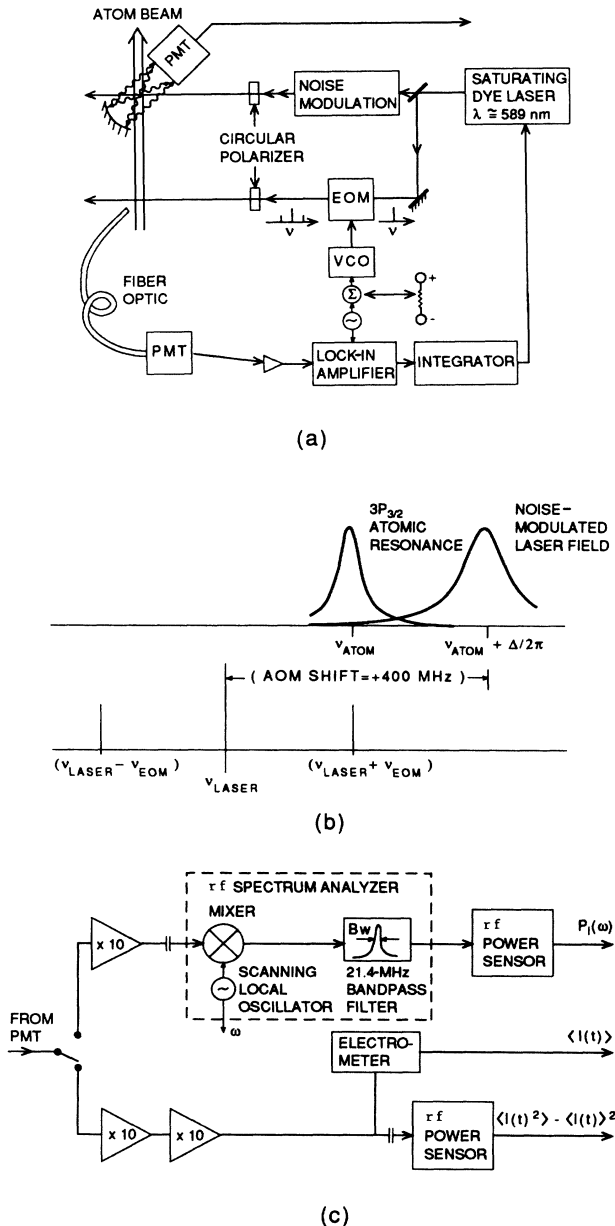 ATOM BEAM
PMT
NOISE
MODULATION
SATURATING
DYE LASER
λ ≅ 589 nm
CIRCULAR
POLARIZER
EOM
ν
ν
VCO
Σ
+
-
~
FIBER
OPTIC
PMT
LOCK-IN
AMPLIFIER
INTEGRATOR
(a)
3P3/2
ATOMIC
RESONANCE
NOISE-
MODULATED
LASER FIELD
νATOM
νATOM + Δ/2π
( AOM SHIFT=+400 MHz )
(νLASER − νEOM)
νLASER
(νLASER + νEOM)
(b)
rf SPECTRUM ANALYZER
MIXER
x 10
Bw
rf
POWER
SENSOR
PI(ω)
~
SCANNING
LOCAL
OSCILLATOR
21.4-MHz
BANDPASS
FILTER
ω
FROM
PMT
ELECTRO-
METER
⟨I(t)⟩
x 10
x 10
rf
POWER
SENSOR
⟨I(t)²⟩ - ⟨I(t)⟩²
(c)